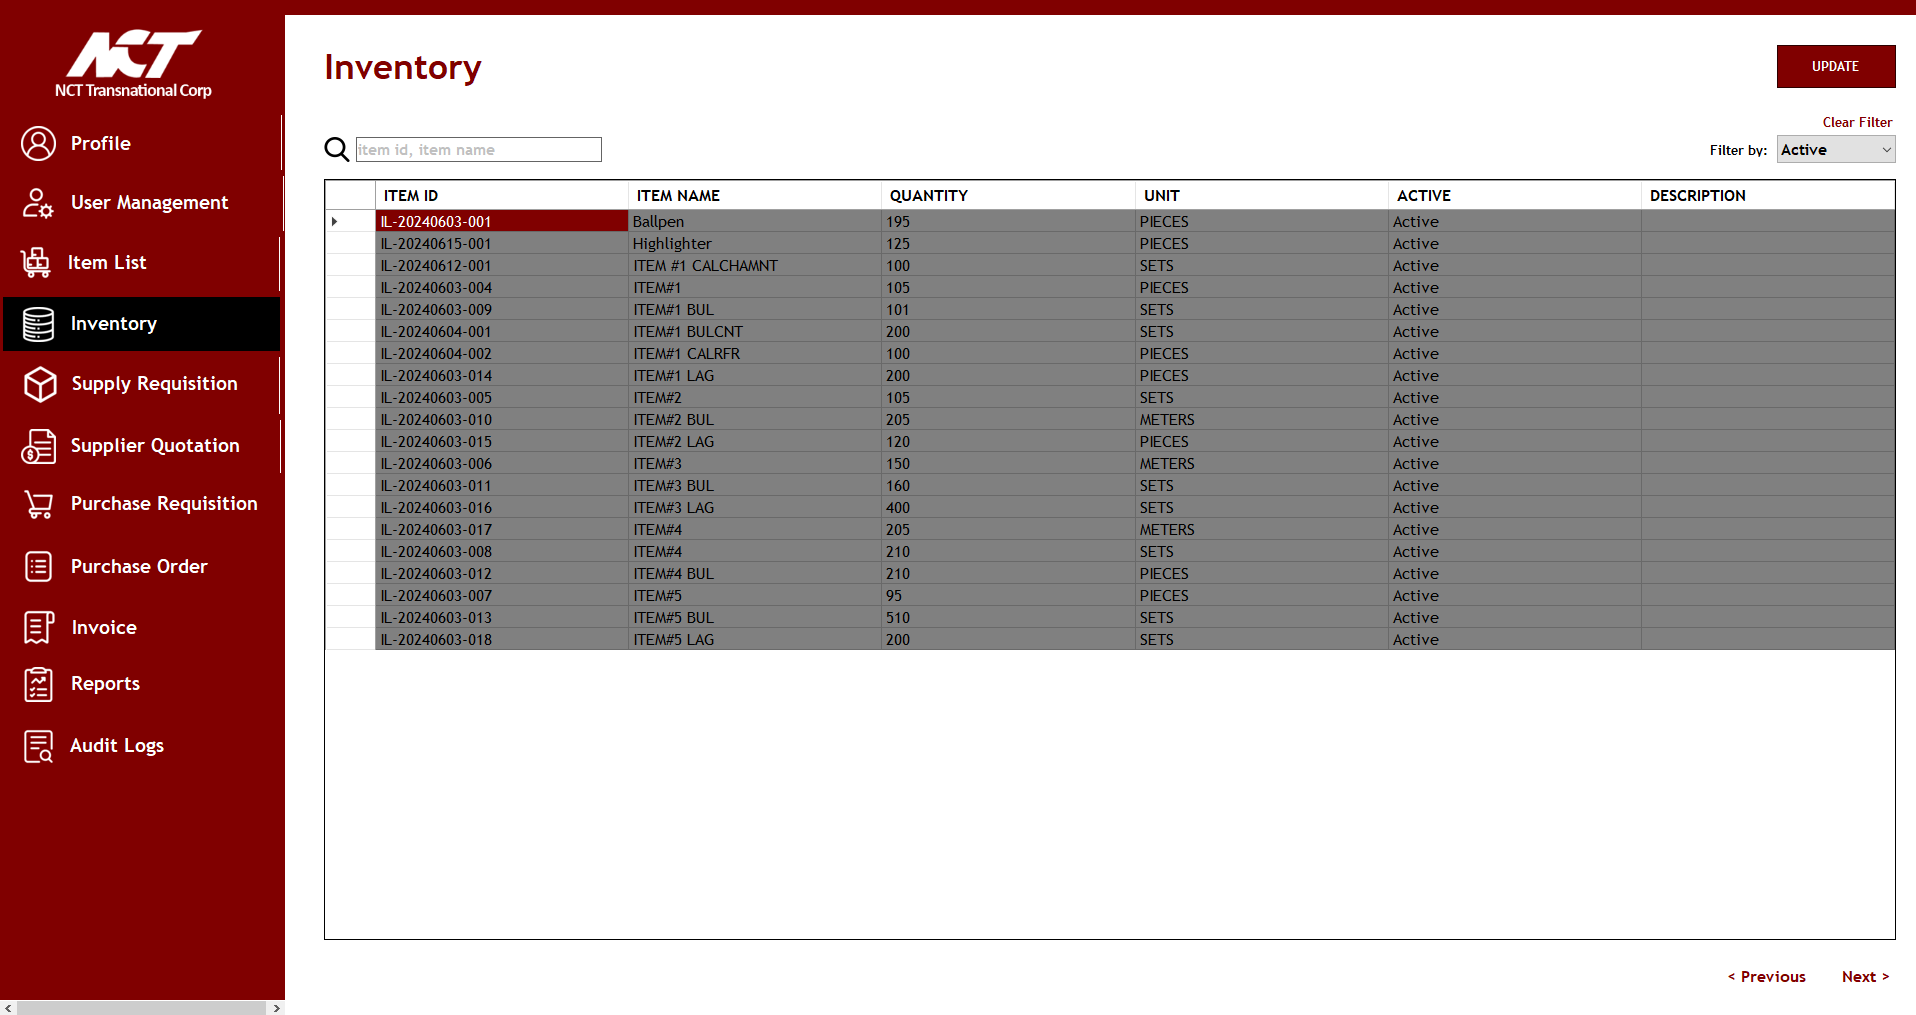 NCT
NCT Transnational Corp
Profile
User Management
Item List
Inventory
Supply Requisition
Supplier Quotation
Purchase Requisition
Purchase Order
Invoice
Reports
Audit Logs
Inventory
UPDATE
Clear Filter
item id, item name
Filter by: Active
ITEM ID ITEM NAME QUANTITY UNIT ACTIVE DESCRIPTION
IL-20240603-001 Ballpen 195 PIECES Active
IL-20240615-001 Highlighter 125 PIECES Active
IL-20240612-001 ITEM #1 CALCHAMNT 100 SETS Active
IL-20240603-004 ITEM#1 105 PIECES Active
IL-20240603-009 ITEM#1 BUL 101 SETS Active
IL-20240604-001 ITEM#1 BULCNT 200 SETS Active
IL-20240604-002 ITEM#1 CALRFR 100 PIECES Active
IL-20240603-014 ITEM#1 LAG 200 PIECES Active
IL-20240603-005 ITEM#2 105 SETS Active
IL-20240603-010 ITEM#2 BUL 205 METERS Active
IL-20240603-015 ITEM#2 LAG 120 PIECES Active
IL-20240603-006 ITEM#3 150 METERS Active
IL-20240603-011 ITEM#3 BUL 160 SETS Active
IL-20240603-016 ITEM#3 LAG 400 SETS Active
IL-20240603-017 ITEM#4 205 METERS Active
IL-20240603-008 ITEM#4 210 SETS Active
IL-20240603-012 ITEM#4 BUL 210 PIECES Active
IL-20240603-007 ITEM#5 95 PIECES Active
IL-20240603-013 ITEM#5 BUL 510 SETS Active
IL-20240603-018 ITEM#5 LAG 200 SETS Active
< Previous Next >